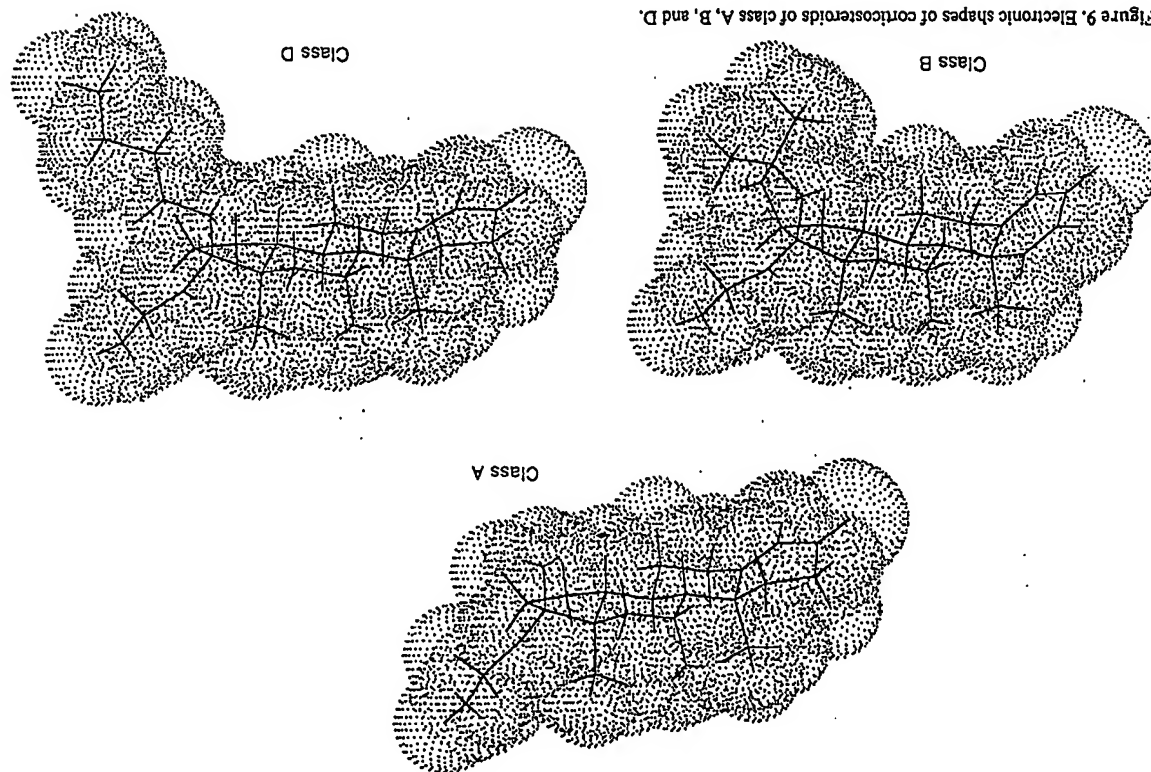 Class A
Class B
Class D
Figure 9. Electronic shapes of corticosteroids of class A, B, and D.